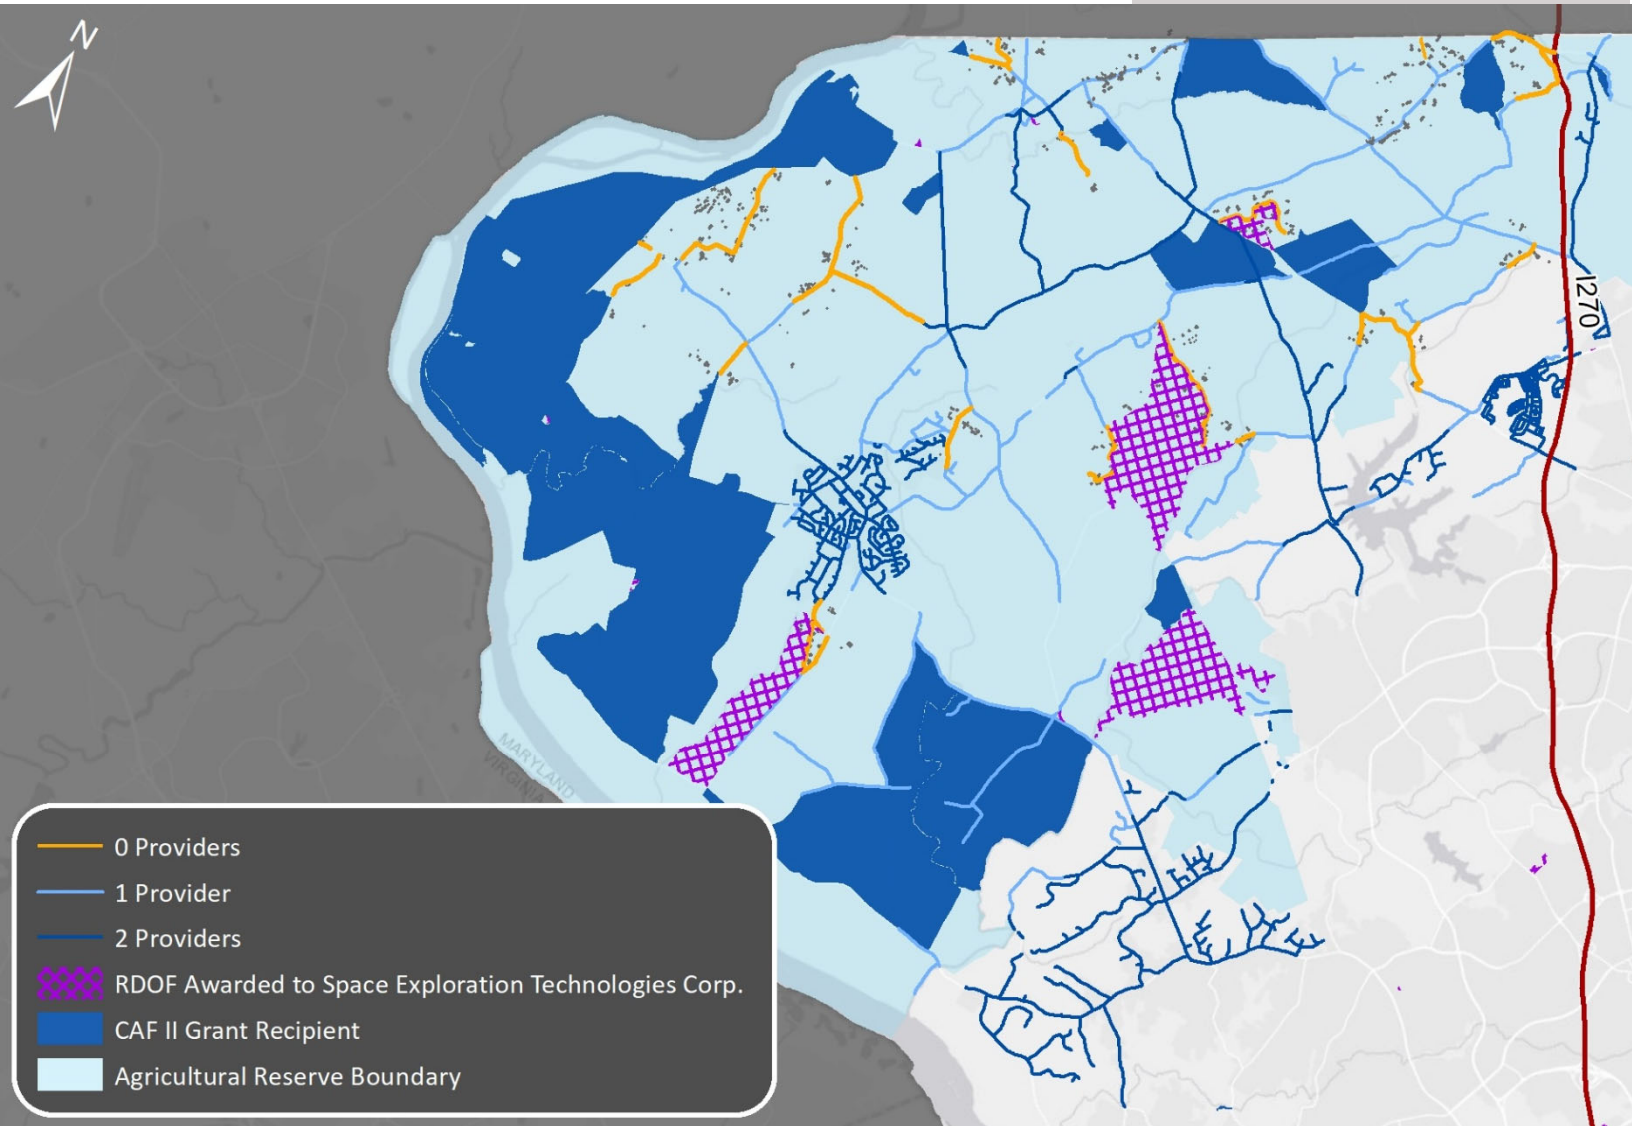 N
I270
MARYLAND
VIRGINIA
0 Providers
1 Provider
2 Providers
RDOF Awarded to Space Exploration Technologies Corp.
CAF II Grant Recipient
Agricultural Reserve Boundary